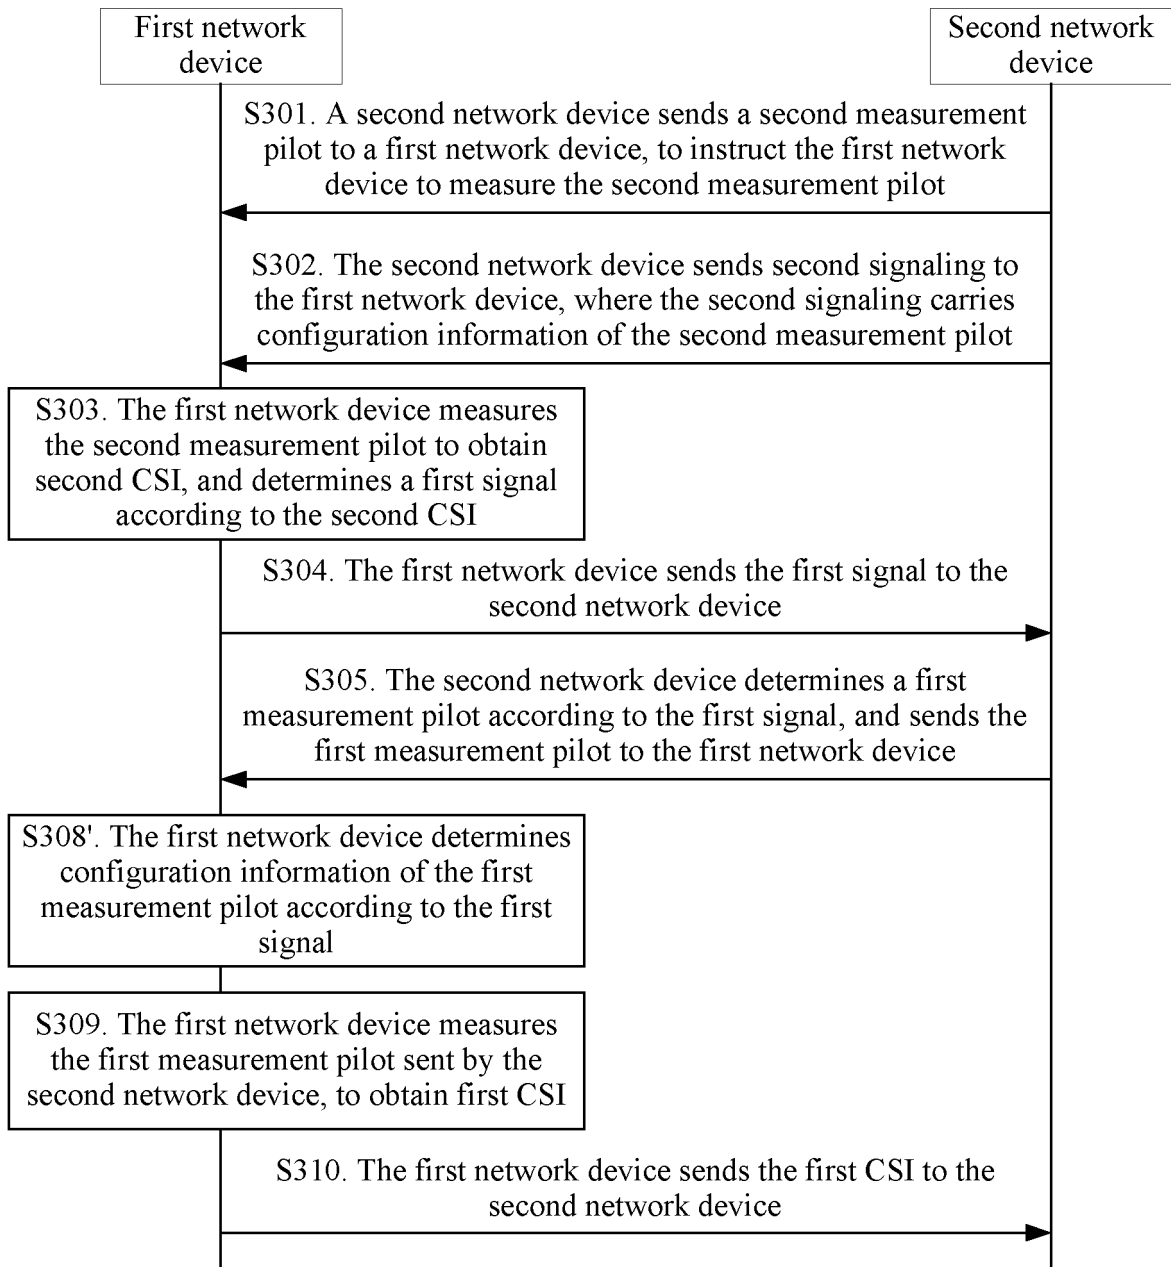 First network
device
Second network
device
S301. A second network device sends a second measurement
pilot to a first network device, to instruct the first network
device to measure the second measurement pilot
S302. The second network device sends second signaling to
the first network device, where the second signaling carries
configuration information of the second measurement pilot
S303. The first network device measures
the second measurement pilot to obtain
second CSI, and determines a first signal
according to the second CSI
S304. The first network device sends the first signal to the
second network device
S305. The second network device determines a first
measurement pilot according to the first signal, and sends the
first measurement pilot to the first network device
S308'. The first network device determines
configuration information of the first
measurement pilot according to the first
signal
S309. The first network device measures
the first measurement pilot sent by the
second network device, to obtain first CSI
S310. The first network device sends the first CSI to the
second network device